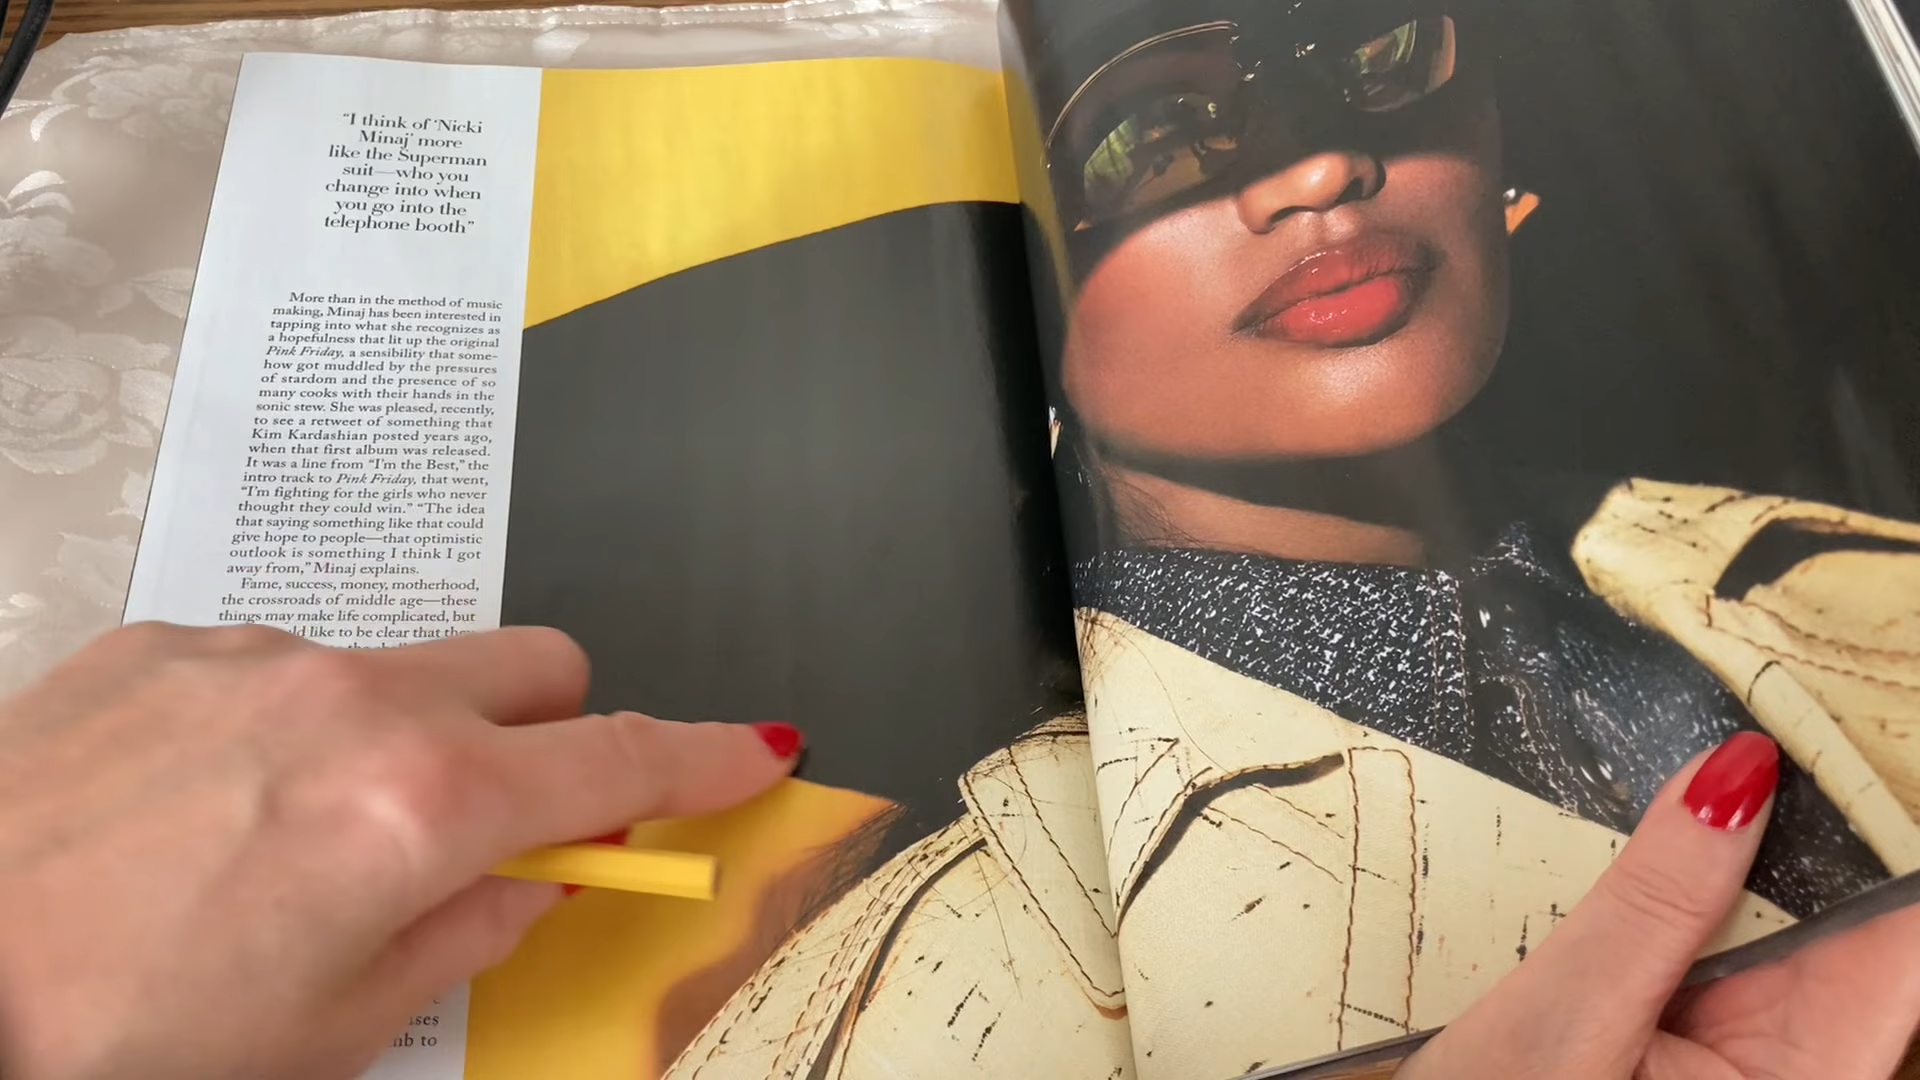 “I think of ‘Nicki
Minaj’ more
like the Superman
suit—who you
change into when
you go into the
telephone booth”
More than in the method of music
making, Minaj has been interested in
tapping into what she recognizes as
a hopefulness that lit up the original
Pink Friday, a sensibility that some-
how got muddled by the pressures
of stardom and the presence of so
many cooks with their hands in the
sonic stew. She was pleased, recently,
to see a retweet of something that
Kim Kardashian posted years ago,
when that first album was released.
It was a line from “I’m the Best,” the
intro track to Pink Friday, that went,
“I’m fighting for the girls who never
thought they could win.” “The idea
that saying something like that could
give hope to people—that optimistic
outlook is something I think I got
away from,” Minaj explains.
Fame, success, money, motherhood,
the crossroads of middle age—these
things may make life complicated, but
like to be clear that they
to